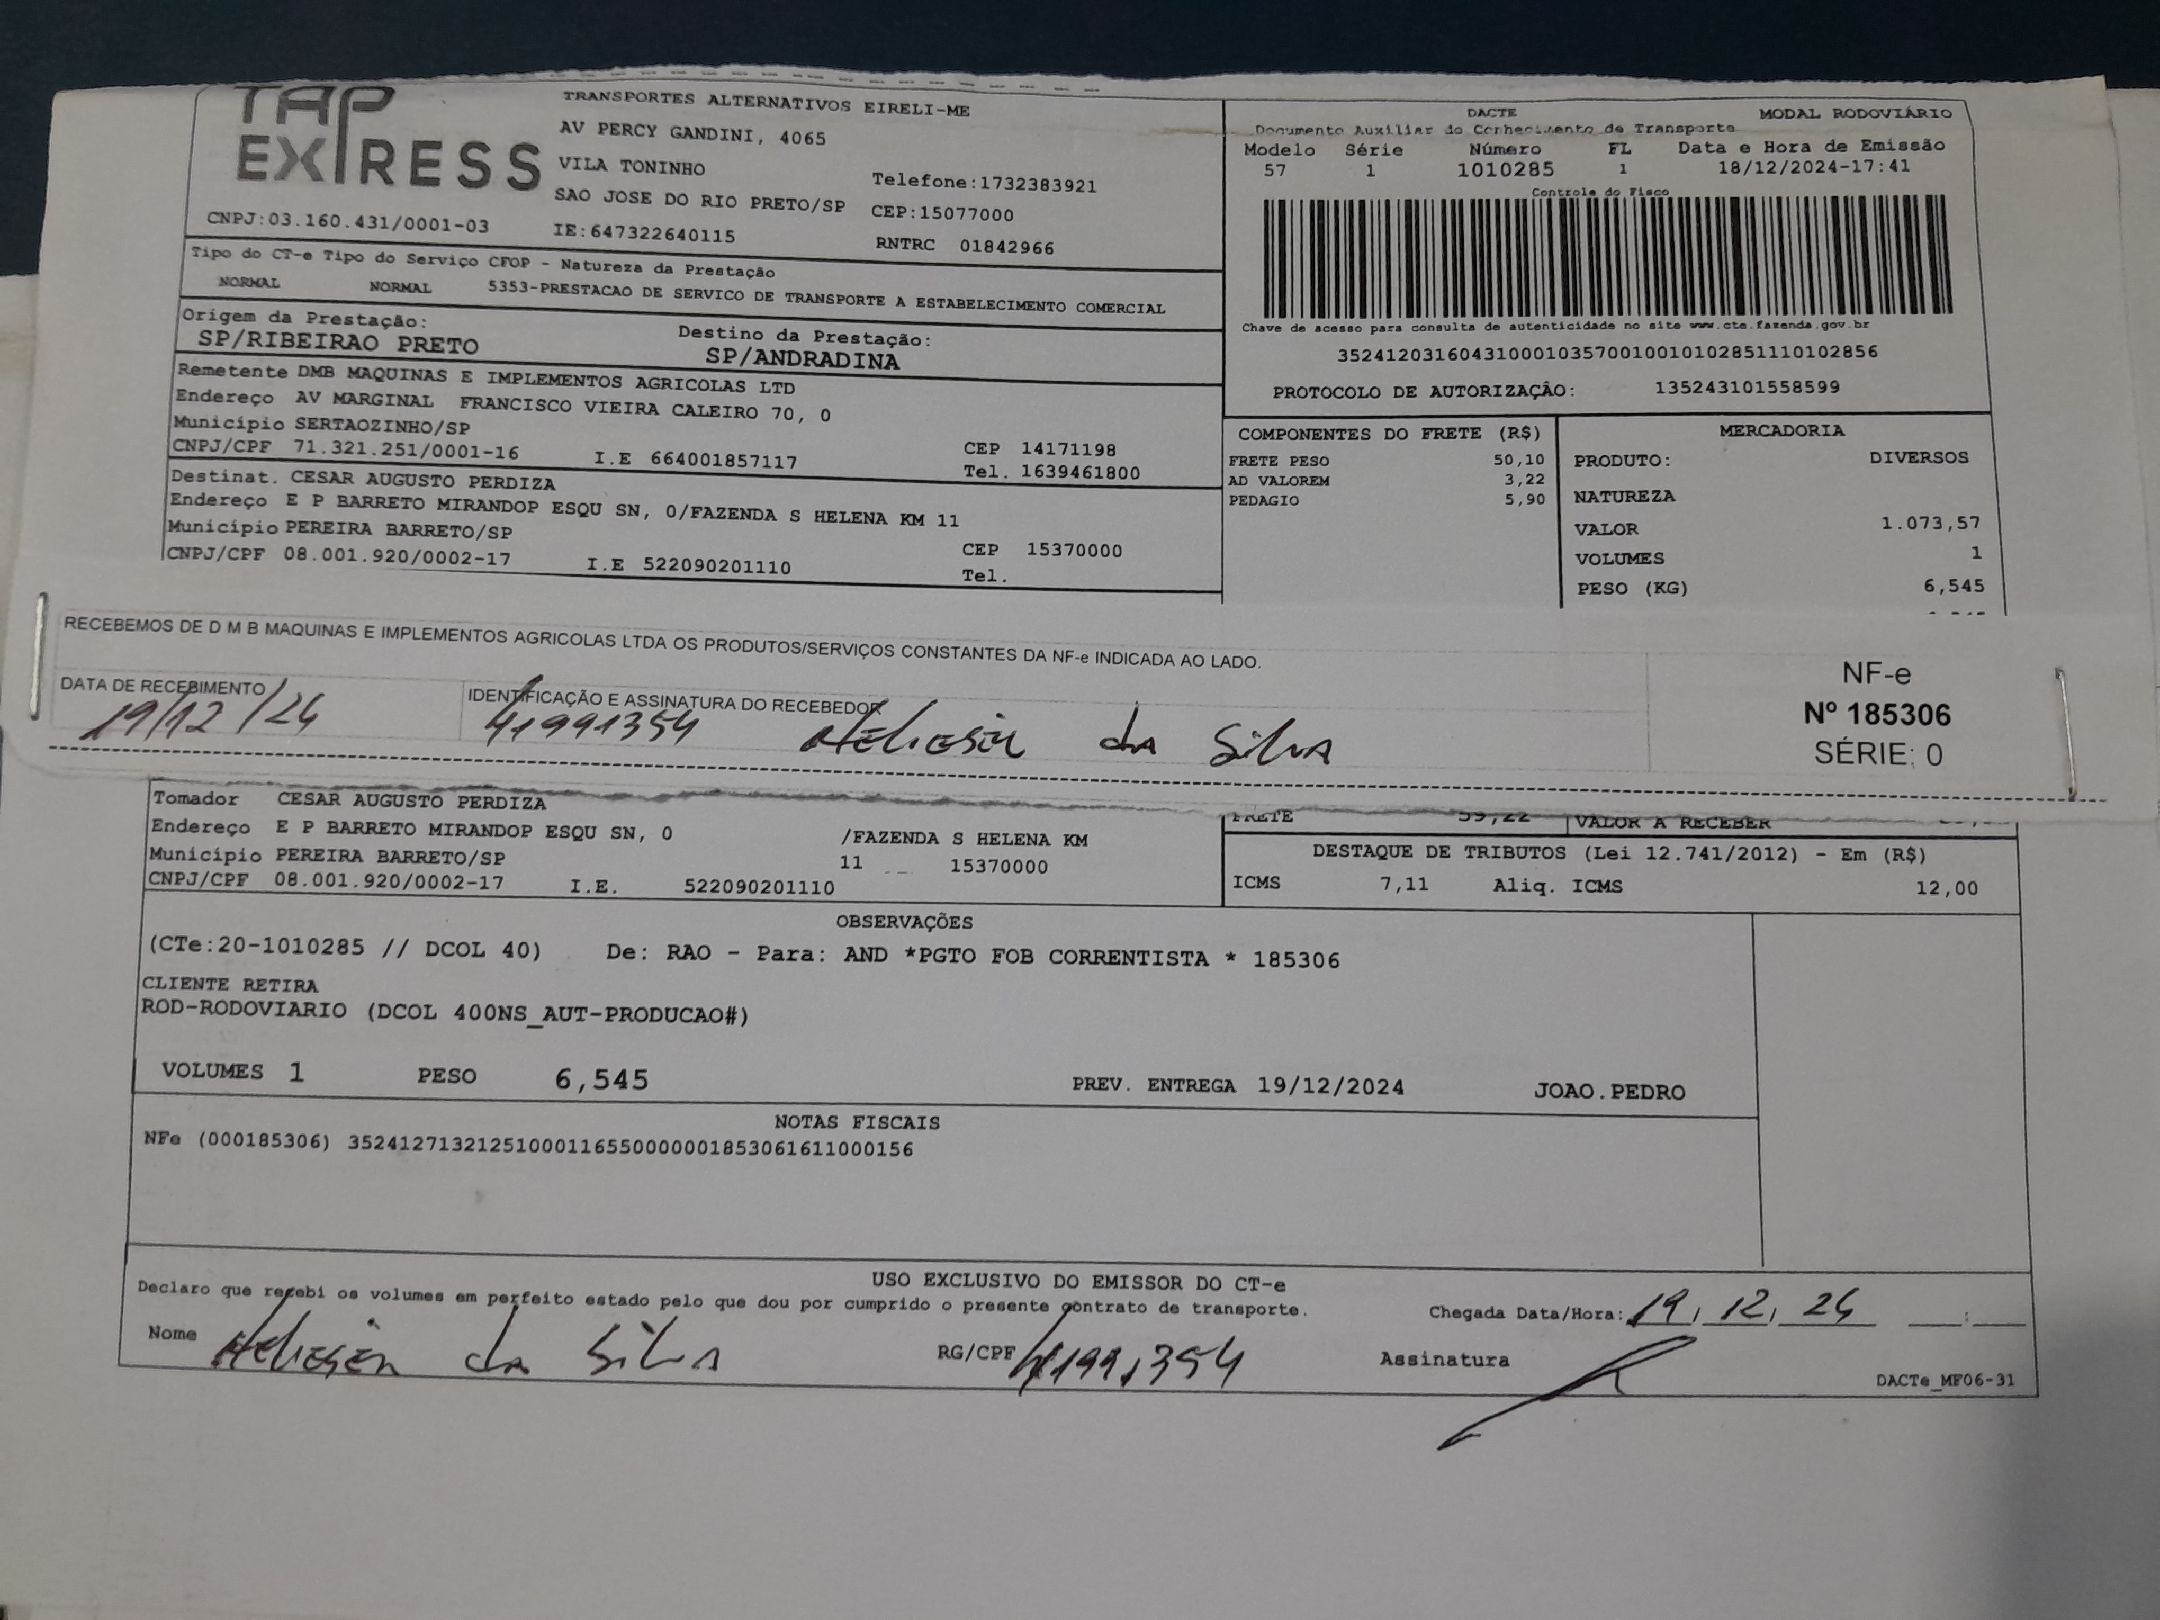 TAP
EXPRESS
TRANSPORTES ALTERNATIVOS EIRELI-ME
AV PERCY GANDINI, 4065
VILA TONINHO
Telefone:1732383921
SAO JOSE DO RIO PRETO/SP CEP:15077000
CNPJ:03.160.431/0001-03 IE:647322640115 RNTRC 01842966
DACTE MODAL RODOVIÁRIO
Documento Auxiliar do Conhecimento de Transporte
Modelo Série Número FL Data e Hora de Emissão
57 1 1010285 1 18/12/2024-17:41
Controle do Fisco
Chave de acesso para consulta de autenticidade no site www.cte.fazenda.gov.br
35241203160431000103570010010102851110102856
PROTOCOLO DE AUTORIZAÇÃO: 135243101558599
Tipo do CT-e Tipo do Serviço CFOP - Natureza da Prestação
NORMAL NORMAL 5353-PRESTACAO DE SERVICO DE TRANSPORTE A ESTABELECIMENTO COMERCIAL
Origem da Prestação: Destino da Prestação:
SP/RIBEIRAO PRETO SP/ANDRADINA
Remetente DMB MAQUINAS E IMPLEMENTOS AGRICOLAS LTD
Endereço AV MARGINAL FRANCISCO VIEIRA CALEIRO 70, 0
Município SERTAOZINHO/SP CEP 14171198
CNPJ/CPF 71.321.251/0001-16 I.E 664001857117 Tel. 1639461800
Destinat. CESAR AUGUSTO PERDIZA
Endereço E P BARRETO MIRANDOP ESQU SN, 0/FAZENDA S HELENA KM 11
Município PEREIRA BARRETO/SP CEP 15370000
CNPJ/CPF 08.001.920/0002-17 I.E 522090201110 Tel.
COMPONENTES DO FRETE (R$)
FRETE PESO 50,10
AD VALOREM 3,22
PEDAGIO 5,90
MERCADORIA
PRODUTO: DIVERSOS
NATUREZA
VALOR 1.073,57
VOLUMES 1
PESO (KG) 6,545
RECEBEMOS DE D M B MAQUINAS E IMPLEMENTOS AGRICOLAS LTDA OS PRODUTOS/SERVIÇOS CONSTANTES DA NF-e INDICADA AO LADO.
DATA DE RECEBIMENTO IDENTIFICAÇÃO E ASSINATURA DO RECEBEDOR
19/12/24 41991354 da Silva
NF-e
Nº 185306
SÉRIE: 0
Tomador CESAR AUGUSTO PERDIZA
Endereço E P BARRETO MIRANDOP ESQU SN, 0 /FAZENDA S HELENA KM
Município PEREIRA BARRETO/SP 11 15370000
CNPJ/CPF 08.001.920/0002-17 I.E. 522090201110
FRETE 59,22 VALOR A RECEBER
DESTAQUE DE TRIBUTOS (Lei 12.741/2012) - Em (R$)
ICMS 7,11 Aliq. ICMS 12,00
OBSERVAÇÕES
(CTe:20-1010285 // DCOL 40) De: RAO - Para: AND *PGTO FOB CORRENTISTA * 185306
CLIENTE RETIRA
ROD-RODOVIARIO (DCOL 400NS_AUT-PRODUCAO#)
VOLUMES 1 PESO 6,545 PREV. ENTREGA 19/12/2024 JOAO.PEDRO
NOTAS FISCAIS
NFe (000185306) 35241271321251000116550000001853061611000156
USO EXCLUSIVO DO EMISSOR DO CT-e
Declaro que recebi os volumes em perfeito estado pelo que dou por cumprido o presente contrato de transporte. Chegada Data/Hora: 19, 12, 24 :
Nome da Silva RG/CPF 41991354 Assinatura
DACTe_MF06-31